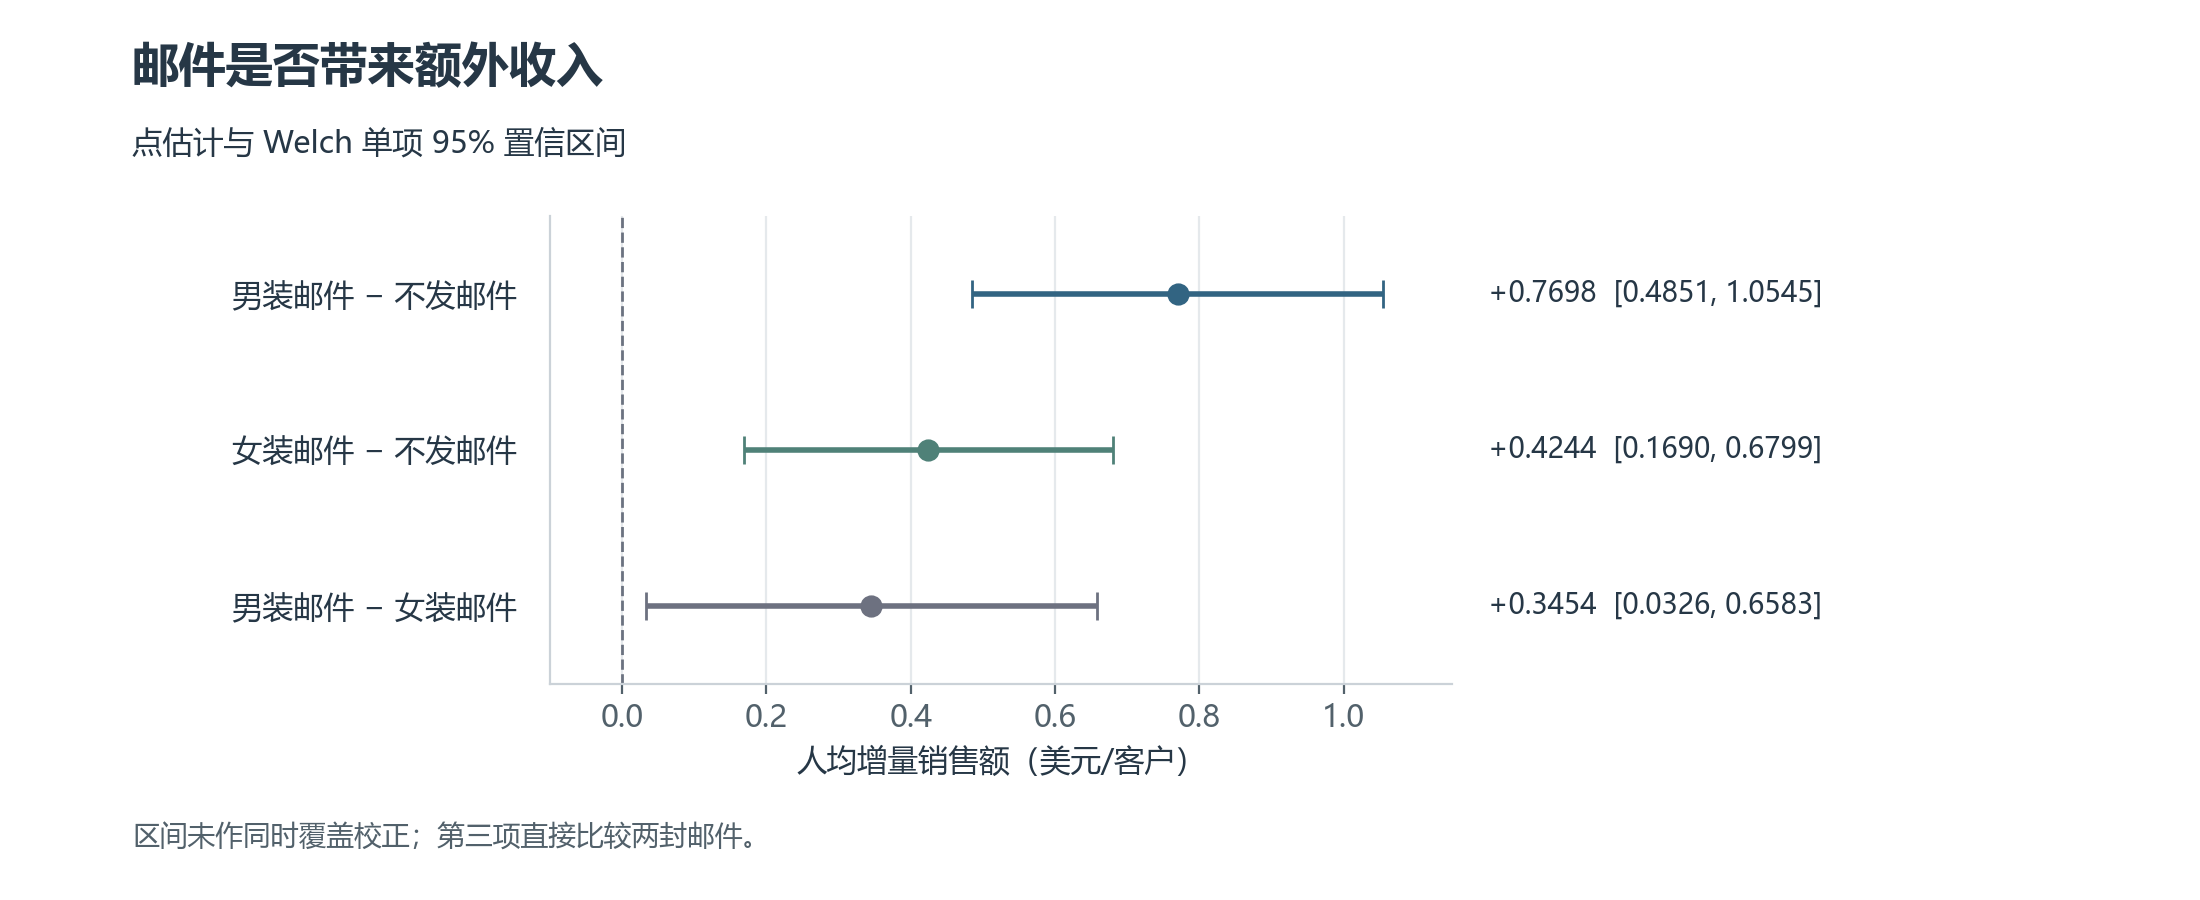 邮件是否带来额外收入
点估计与 Welch 单项 95% 置信区间
男装邮件 − 不发邮件
+0.7698 [0.4851, 1.0545]
女装邮件 − 不发邮件
+0.4244 [0.1690, 0.6799]
男装邮件 − 女装邮件
+0.3454 [0.0326, 0.6583]
0.0 0.2 0.4 0.6 0.8 1.0
人均增量销售额（美元/客户）
区间未作同时覆盖校正；第三项直接比较两封邮件。